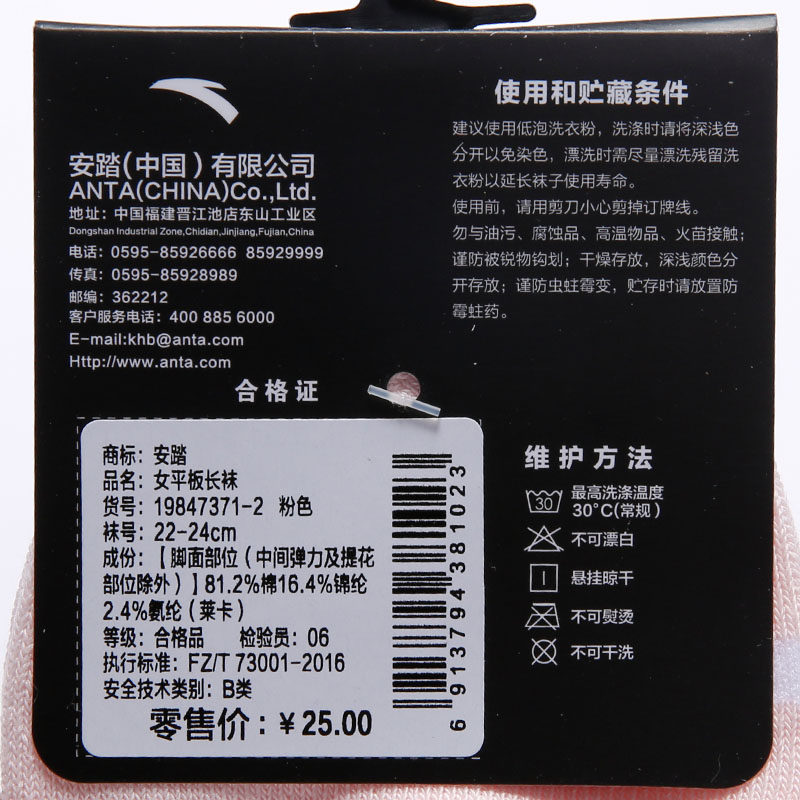 安踏(中国)有限公司
ANTA(CHINA)Co.,Ltd.
地址：中国福建晋江池店东山工业区
Dongshan Industrial Zone,Chidian,Jinjiang,Fujian,China
电话：0595-85926666 85929999
传真：0595-85928989
邮编：362212
客户服务电话：400 885 6000
E-mail:khb@anta.com
Http://www.anta.com
合格证
商标：安踏
品名：女平板长袜
货号：19847371-2 粉色
袜号：22-24cm
成份：【脚面部位（中间弹力及提花
部位除外）】81.2%棉16.4%锦纶
2.4%氨纶（莱卡）
等级：合格品 检验员：06
执行标准：FZ/T 73001-2016
安全技术类别：B类
零售价：¥25.00
6 913794 381023
使用和贮藏条件
建议使用低泡洗衣粉，洗涤时请将深浅色
分开以免染色，漂洗时需尽量漂洗残留洗
衣粉以延长袜子使用寿命。
使用前，请用剪刀小心剪掉订牌线。
勿与油污、腐蚀品、高温物品、火苗接触；
谨防被锐物钩划；干燥存放，深浅颜色分
开存放；谨防虫蛀霉变，贮存时请放置防
霉蛀药。
维护方法
30
最高洗涤温度
30°C(常规)
不可漂白
悬挂晾干
不可熨烫
不可干洗